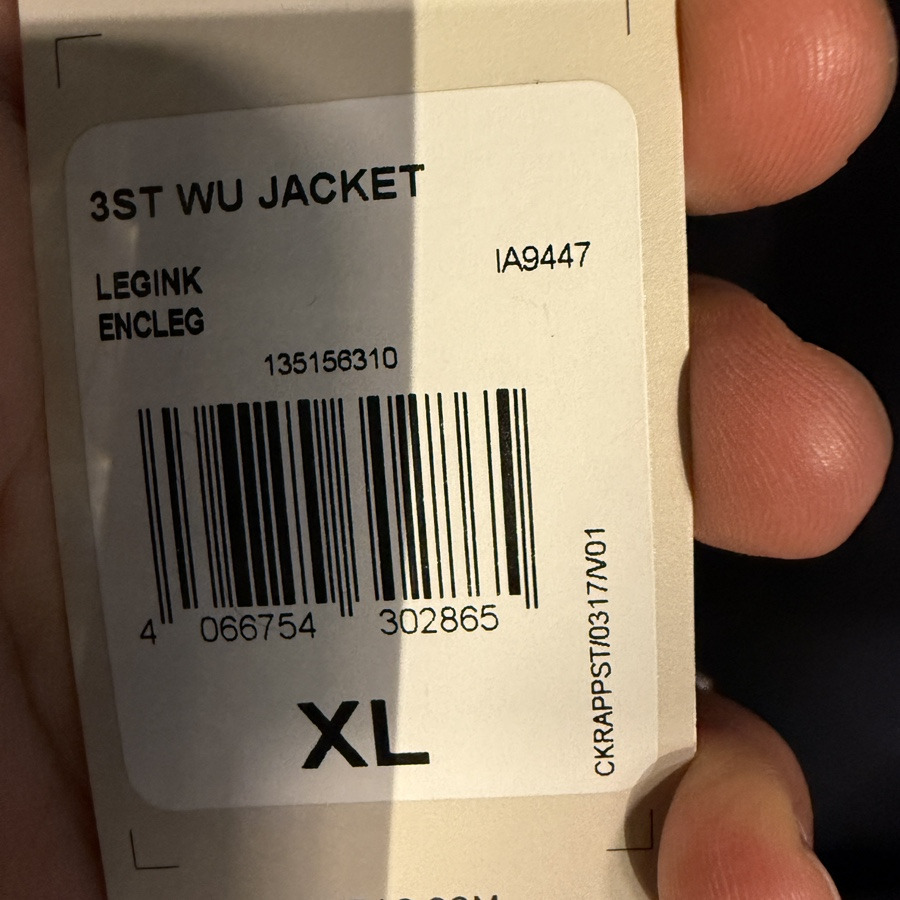 3ST WU JACKET
IA9447
LEGINK
ENCLEG
135156310
4 066754 302865
CKRAPPST/0317/V01
XL